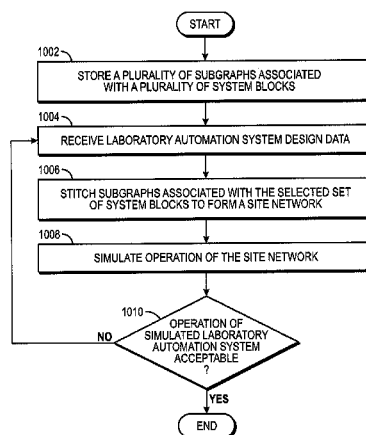 START
1002
STORE A PLURALITY OF SUBGRAPHS ASSOCIATED
WITH A PLURALITY OF SYSTEM BLOCKS
1004
RECEIVE LABORATORY AUTOMATION SYSTEM DESIGN DATA
1006
STITCH SUBGRAPHS ASSOCIATED WITH THE SELECTED SET
OF SYSTEM BLOCKS TO FORM A SITE NETWORK
1008
SIMULATE OPERATION OF THE SITE NETWORK
1010
OPERATION OF
SIMULATED LABORATORY
AUTOMATION SYSTEM
ACCEPTABLE
?
NO
YES
END